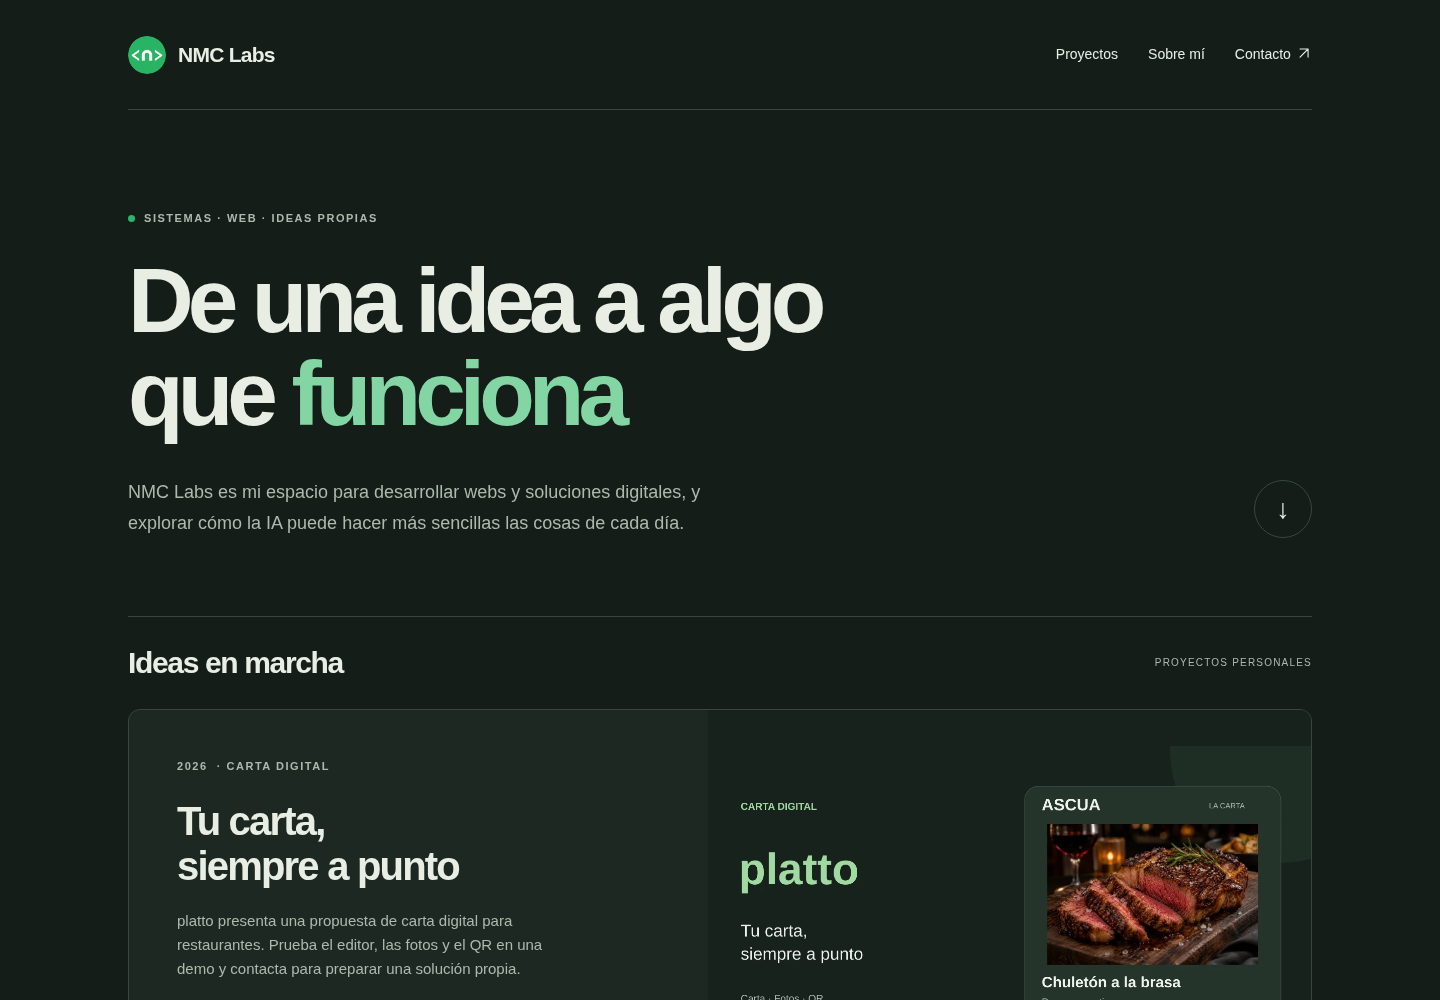 <n> NMC Labs
Proyectos Sobre mí Contacto
SISTEMAS · WEB · IDEAS PROPIAS
De una idea a algo
que funciona
NMC Labs es mi espacio para desarrollar webs y soluciones digitales, y
explorar cómo la IA puede hacer más sencillas las cosas de cada día.
↓
Ideas en marcha
PROYECTOS PERSONALES
2026 · CARTA DIGITAL
Tu carta,
siempre a punto
platto presenta una propuesta de carta digital para
restaurantes. Prueba el editor, las fotos y el QR en una
demo y contacta para preparar una solución propia.
CARTA DIGITAL
platto
Tu carta,
siempre a punto
Carta · Fotos · QR
ASCUA
LA CARTA
Chuletón a la brasa